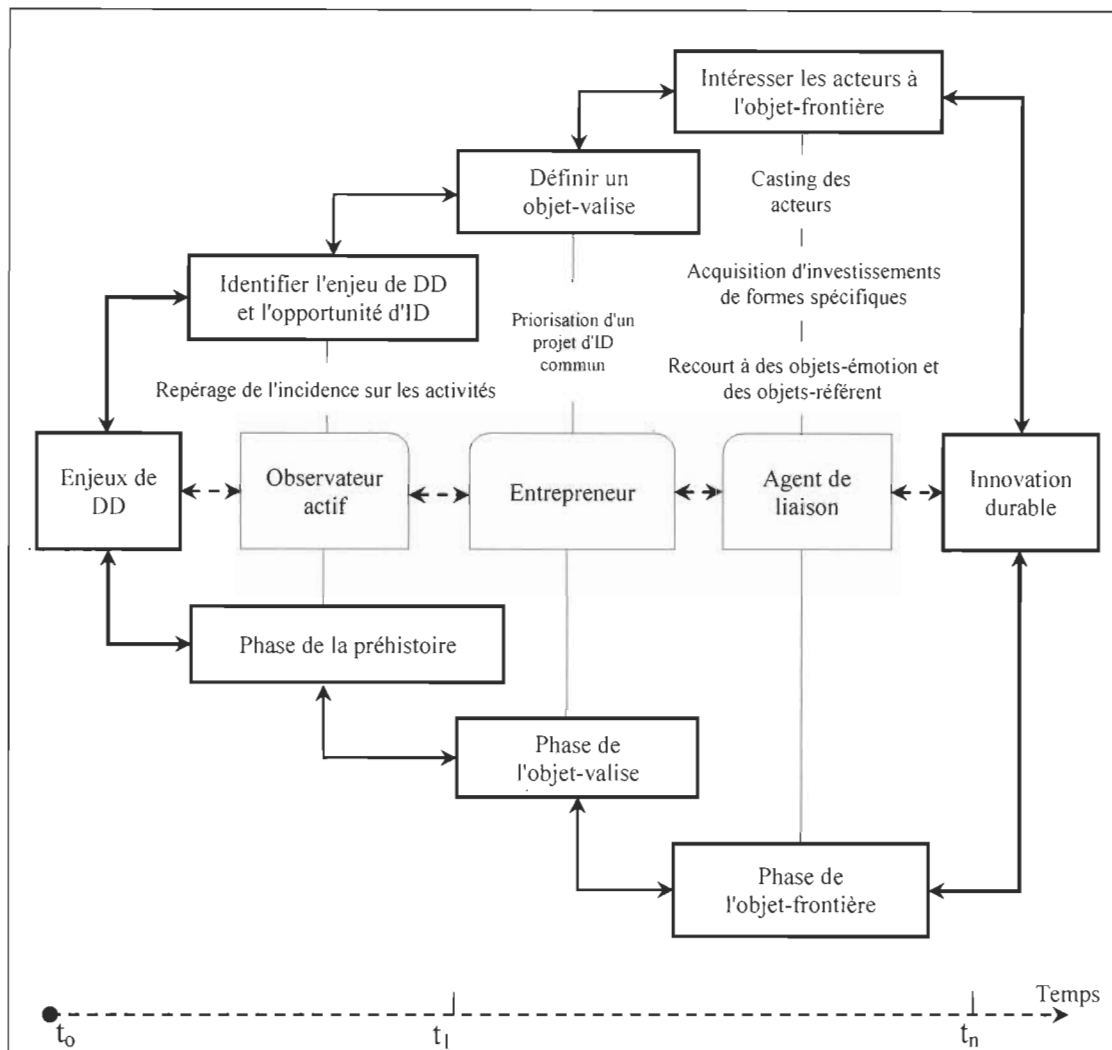 Intéresser les acteurs à
l'objet-frontière
Définir un
objet-valise
Casting des
acteurs
Identifier l'enjeu de DD
et l'opportunité d'ID
Acquisition d'investissements
de formes spécifiques
Priorisation d'un
projet d'ID
commun
Repérage de l'incidence sur les activités
Recourt à des objets-émotion et
des objets-référent
Enjeux de
DD
Observateur
actif
Entrepreneur
Agent de
liaison
Innovation
durable
Phase de la préhistoire
Phase de
l'objet-valise
Phase de
l'objet-frontière
Temps
to
t1
tn